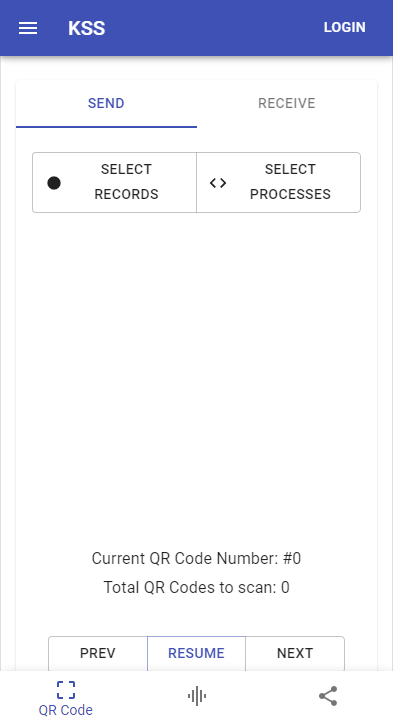 KSS
LOGIN
SEND
RECEIVE
SELECT
RECORDS
SELECT
PROCESSES
Current QR Code Number: #0
Total QR Codes to scan: 0
PREV
RESUME
NEXT
QR Code